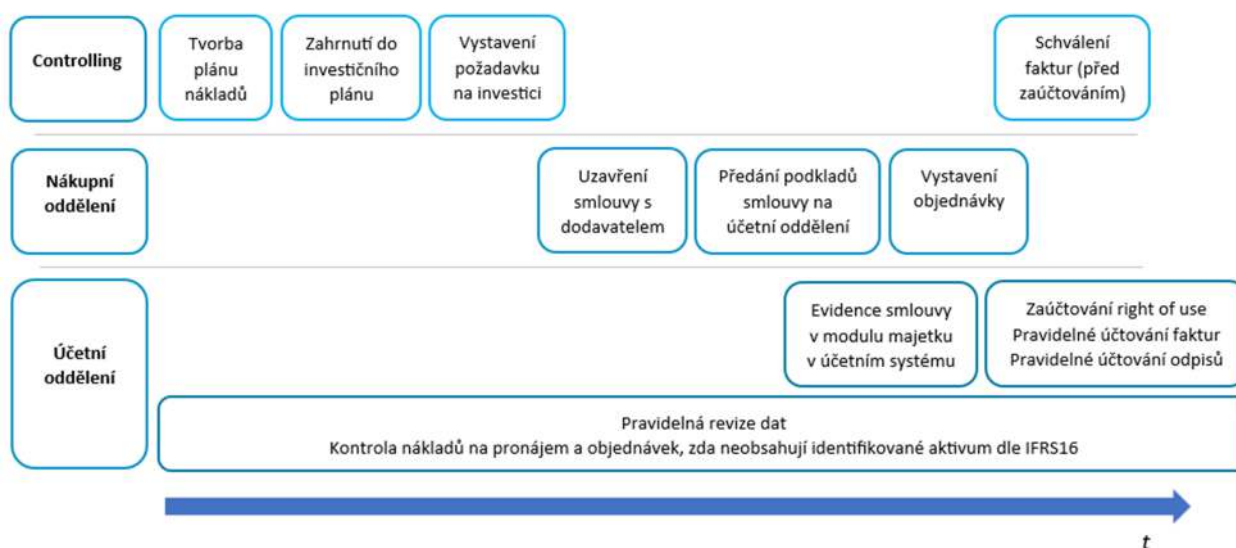 Controlling
Tvorba
plánu
nákladů
Zahrnutí do
investičního
plánu
Vystavení
požadavku
na investici
Schválení
faktur (před
zaúčtováním)
Nákupní
oddělení
Uzavření
smlouvy s
dodavatelem
Předání podkladů
smlouvy na
účetní oddělení
Vystavení
objednávky
Účetní
oddělení
Evidence smlouvy
v modulu majetku
v účetním systému
Zaúčtování right of use
Pravidelné účtování faktur
Pravidelné účtování odpisů
Pravidelná revize dat
Kontrola nákladů na pronájem a objednávek, zda neobsahují identifikované aktivum dle IFRS16
t